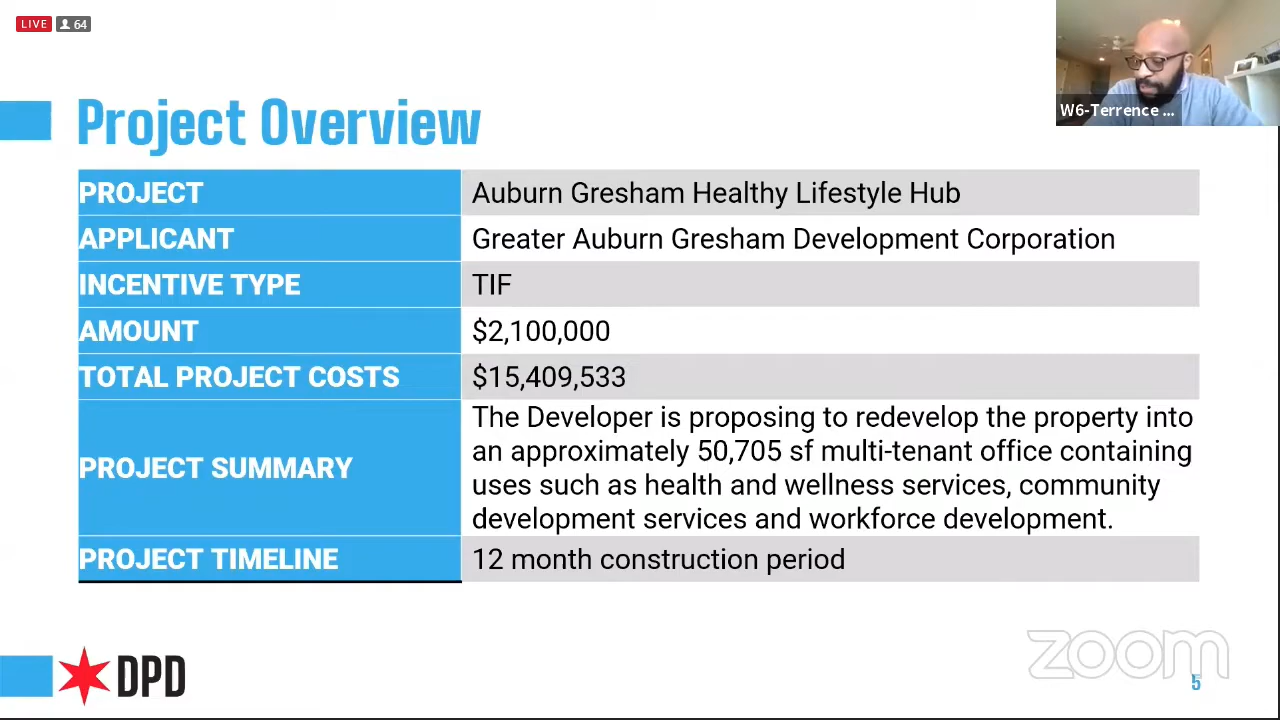 LIVE 64
W6-Terrence ...
Project Overview
PROJECT Auburn Gresham Healthy Lifestyle Hub
APPLICANT Greater Auburn Gresham Development Corporation
INCENTIVE TYPE TIF
AMOUNT $2,100,000
TOTAL PROJECT COSTS $15,409,533
PROJECT SUMMARY
The Developer is proposing to redevelop the property into
an approximately 50,705 sf multi-tenant office containing
uses such as health and wellness services, community
development services and workforce development.
PROJECT TIMELINE 12 month construction period
DPD
zoom
5